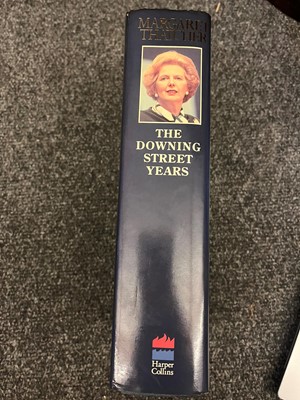 MARGARET
THATCHER
THE
DOWNING
STREET
YEARS
Harper
Collins